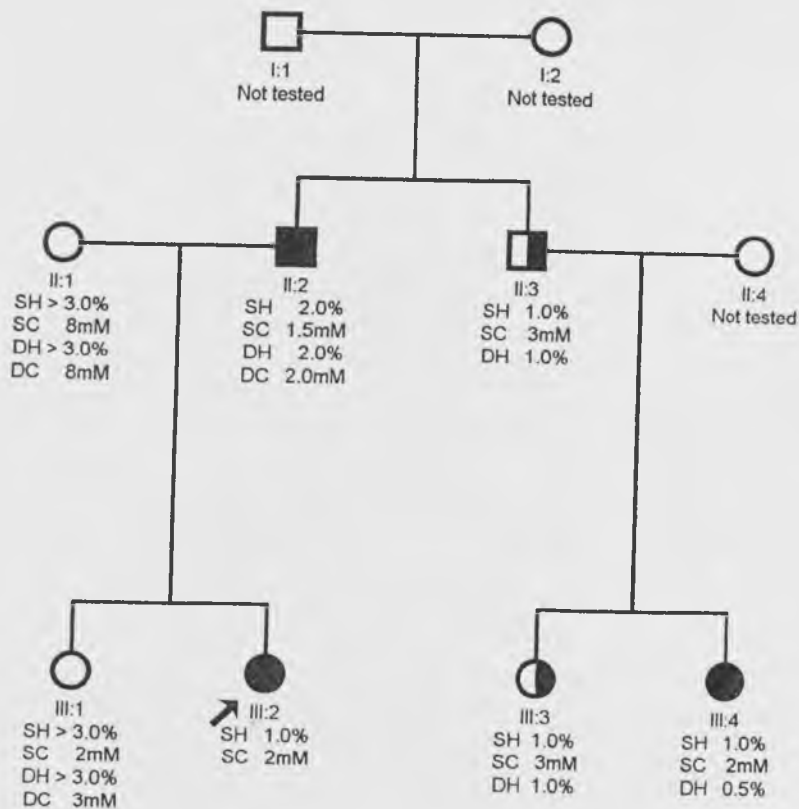 I:1
Not tested
I:2
Not tested
II:1
SH > 3.0%
SC 8mM
DH > 3.0%
DC 8mM
II:2
SH 2.0%
SC 1.5mM
DH 2.0%
DC 2.0mM
II:3
SH 1.0%
SC 3mM
DH 1.0%
II:4
Not tested
III:1
SH > 3.0%
SC 2mM
DH > 3.0%
DC 3mM
III:2
SH 1.0%
SC 2mM
III:3
SH 1.0%
SC 3mM
DH 1.0%
III:4
SH 1.0%
SC 2mM
DH 0.5%